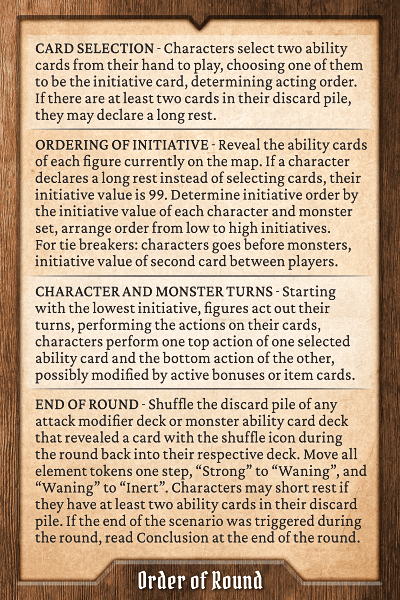 CARD SELECTION - Characters select two ability
cards from their hand to play, choosing one of them
to be the initiative card, determining acting order.
If there are at least two cards in their discard pile,
they may declare a long rest.
ORDERING OF INITIATIVE - Reveal the ability cards
of each figure currently on the map. If a character
declares a long rest instead of selecting cards, their
initiative value is 99. Determine initiative order by
the initiative value of each character and monster
set, arrange order from low to high initiatives.
For tie breakers: characters goes before monsters,
initiative value of second card between players.
CHARACTER AND MONSTER TURNS - Starting
with the lowest initiative, figures act out their
turns, performing the actions on their cards,
characters perform one top action of one selected
ability card and the bottom action of the other,
possibly modified by active bonuses or item cards.
END OF ROUND - Shuffle the discard pile of any
attack modifier deck or monster ability card deck
that revealed a card with the shuffle icon during
the round back into their respective deck. Move all
element tokens one step, “Strong” to “Waning”, and
“Waning” to “Inert”. Characters may short rest if
they have at least two ability cards in their discard
pile. If the end of the scenario was triggered during
the round, read Conclusion at the end of the round.
Order of Round